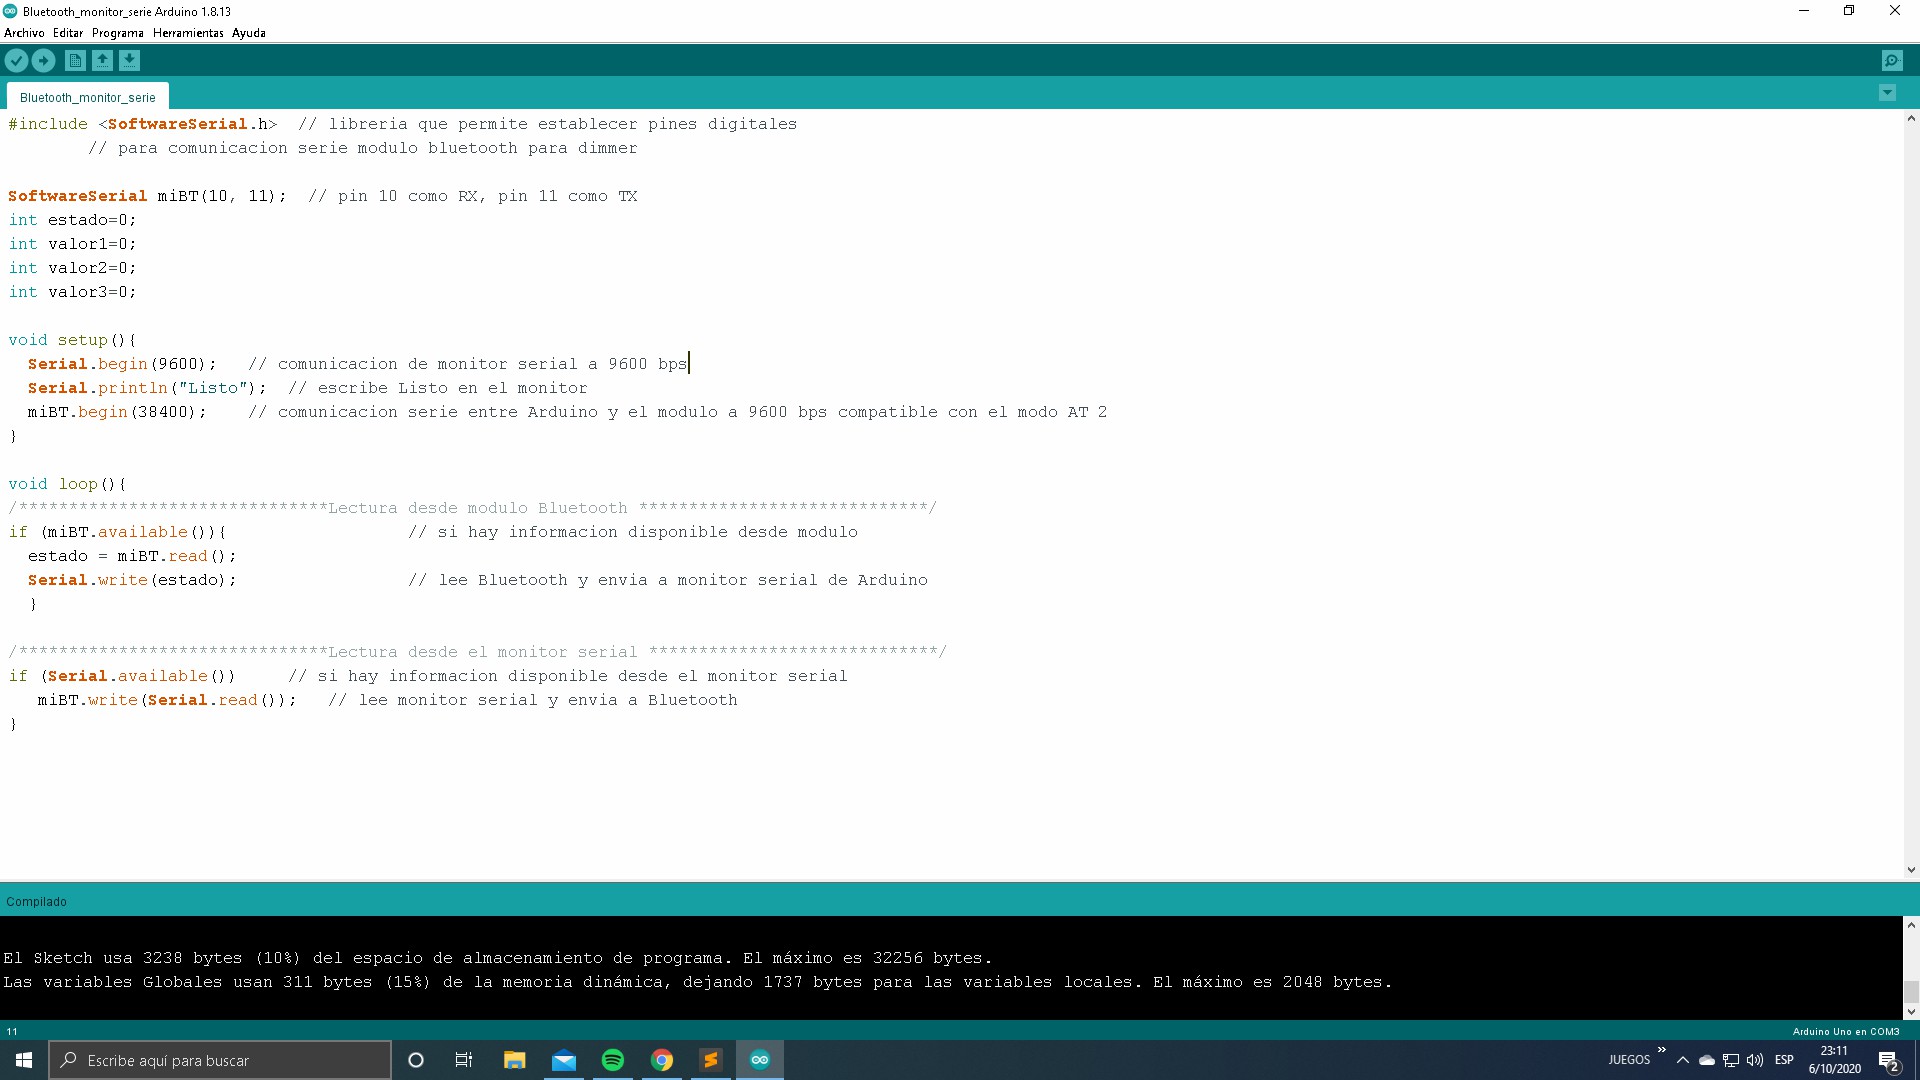 Bluetooth_monitor_serie Arduino 1.8.13
Archivo Editar Programa Herramientas Ayuda
Bluetooth_monitor_serie
#include <SoftwareSerial.h>  // libreria que permite establecer pines digitales
// para comunicacion serie modulo bluetooth para dimmer
SoftwareSerial miBT(10, 11);  // pin 10 como RX, pin 11 como TX
int estado=0;
int valor1=0;
int valor2=0;
int valor3=0;
void setup(){
Serial.begin(9600);   // comunicacion de monitor serial a 9600 bps
Serial.println("Listo");  // escribe Listo en el monitor
miBT.begin(38400);    // comunicacion serie entre Arduino y el modulo a 9600 bps compatible con el modo AT 2
}
void loop(){
/*******************************Lectura desde modulo Bluetooth *****************************/
if (miBT.available()){                  // si hay informacion disponible desde modulo
estado = miBT.read();
Serial.write(estado);                 // lee Bluetooth y envia a monitor serial de Arduino
}
/*******************************Lectura desde el monitor serial *****************************/
if (Serial.available())     // si hay informacion disponible desde el monitor serial
miBT.write(Serial.read());   // lee monitor serial y envia a Bluetooth
}
Compilado
El Sketch usa 3238 bytes (10%) del espacio de almacenamiento de programa. El máximo es 32256 bytes.
Las variables Globales usan 311 bytes (15%) de la memoria dinámica, dejando 1737 bytes para las variables locales. El máximo es 2048 bytes.
11
Arduino Uno en COM3
Escribe aquí para buscar
JUEGOS
ESP
23:11
6/10/2020
2